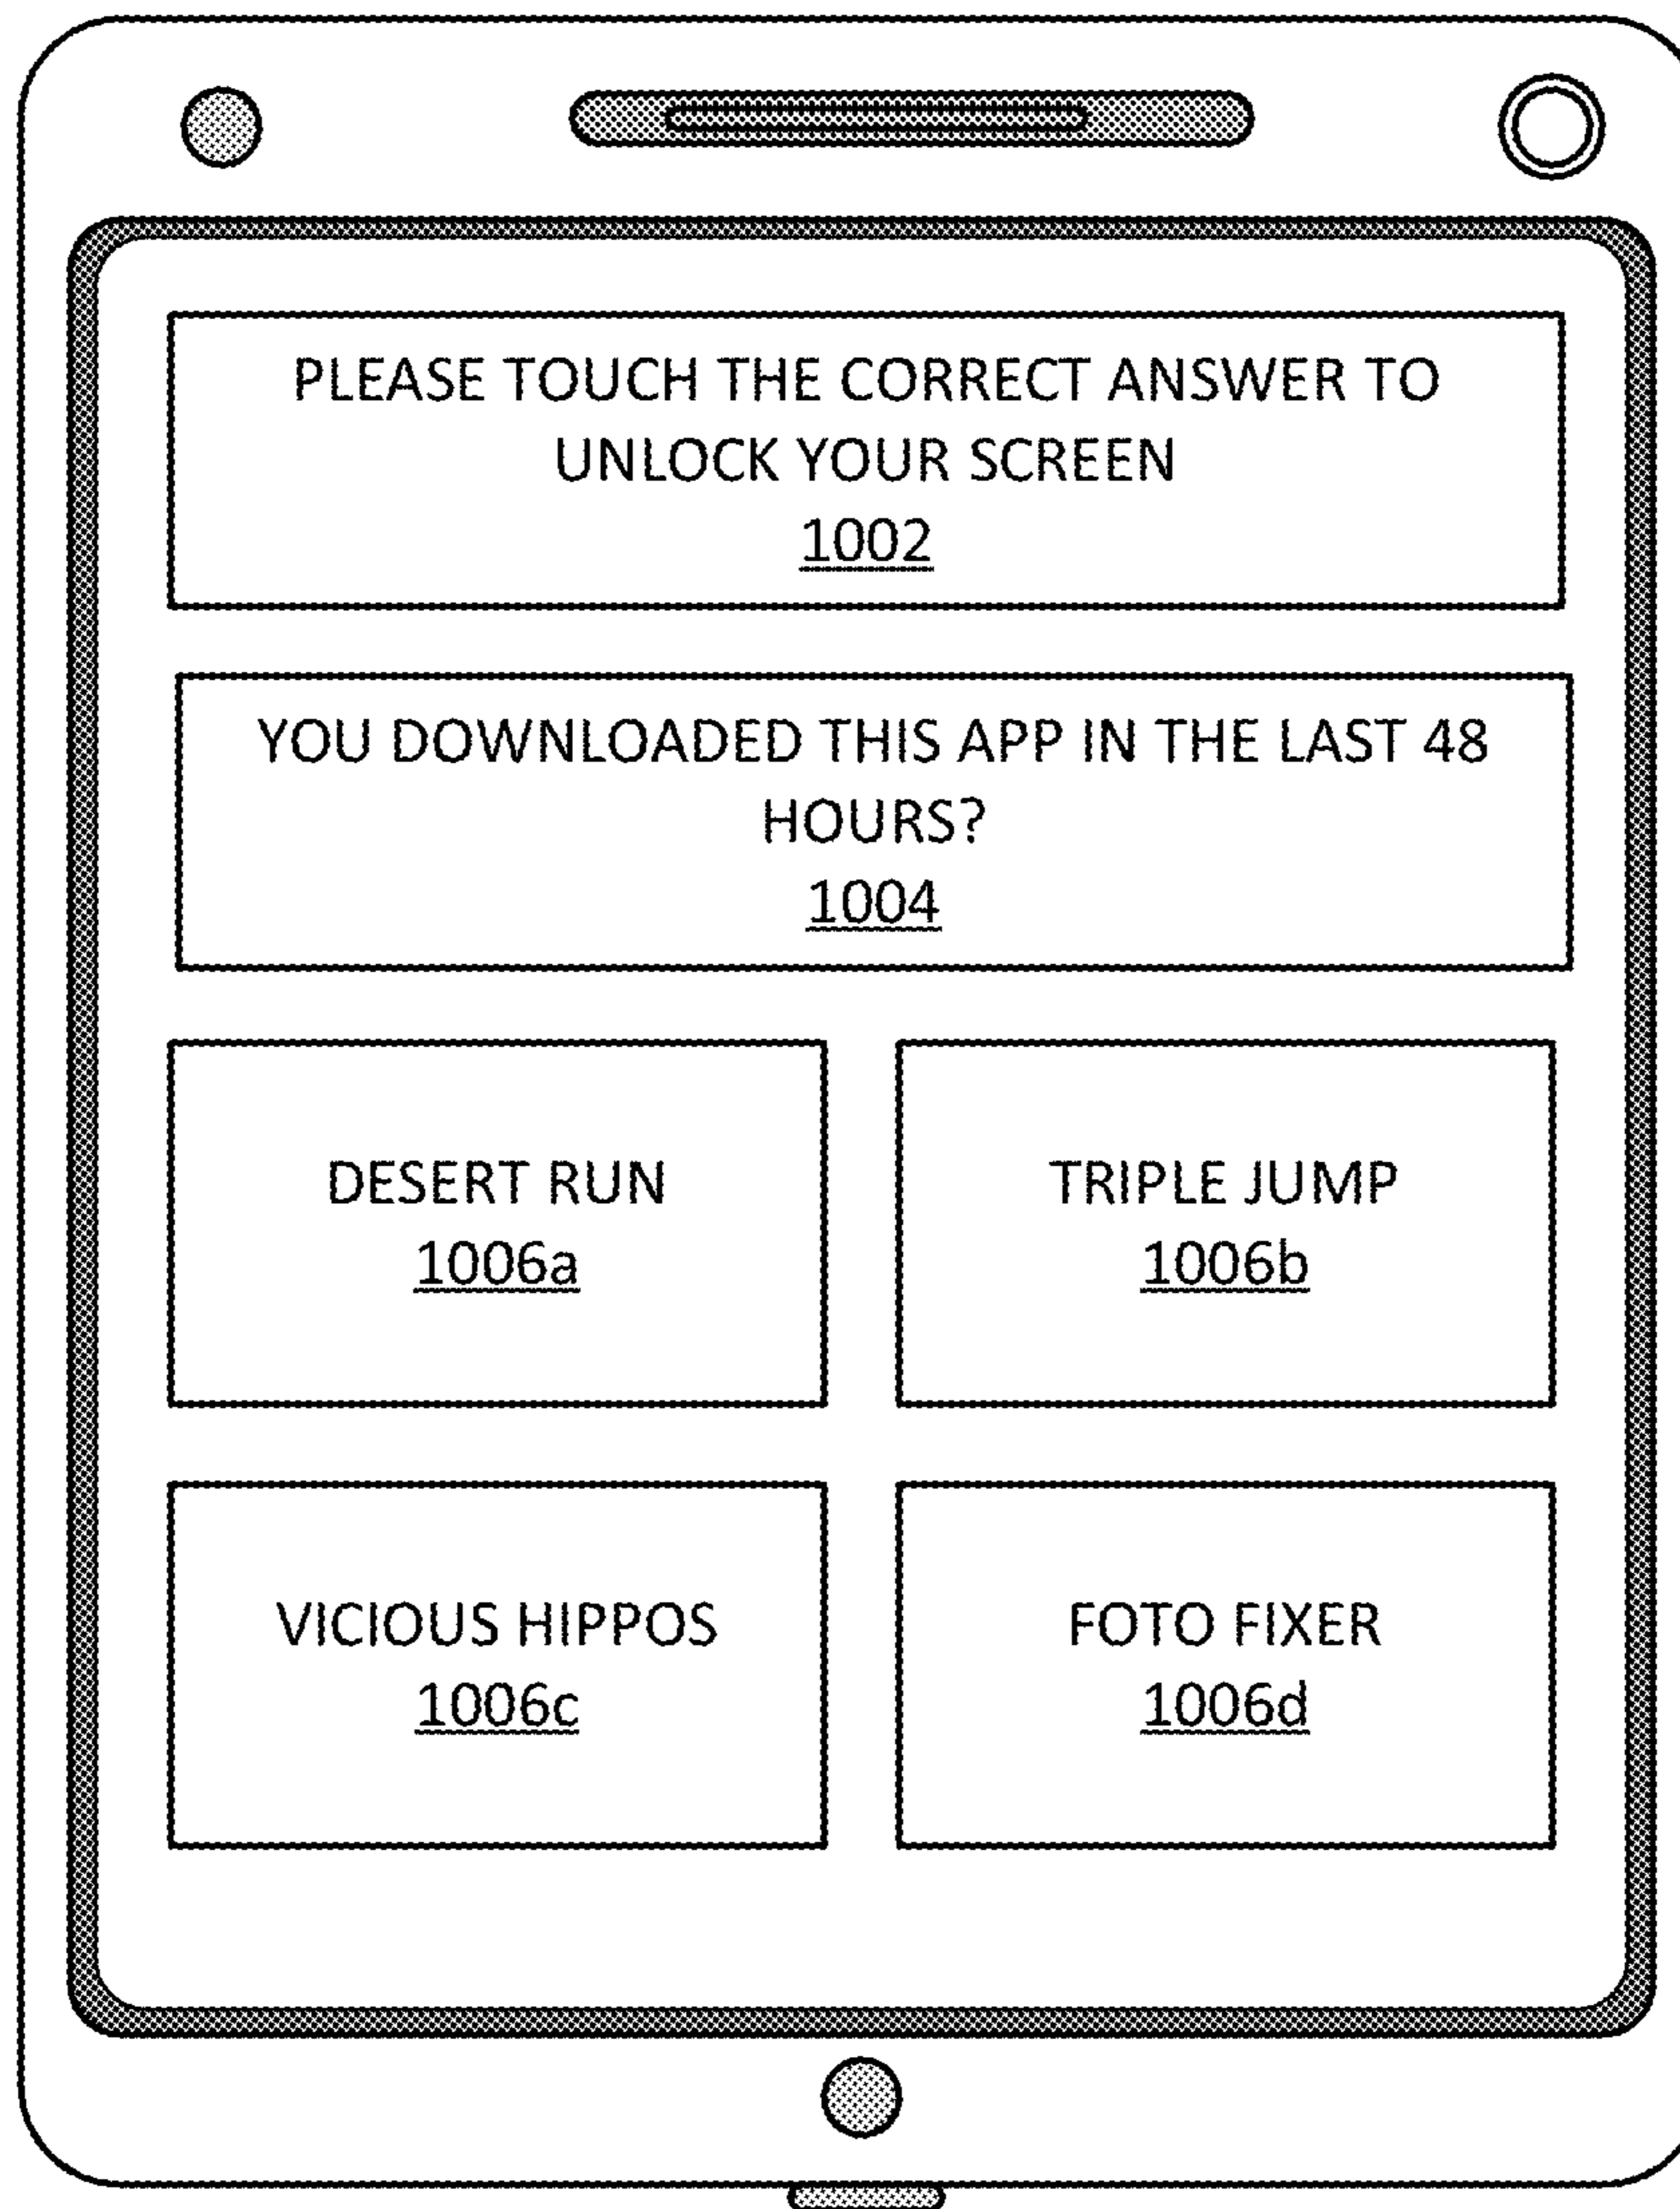 PLEASE TOUCH THE CORRECT ANSWER TO
UNLOCK YOUR SCREEN
1002
YOU DOWNLOADED THIS APP IN THE LAST 48
HOURS?
1004
DESERT RUN
1006a
TRIPLE JUMP
1006b
VICIOUS HIPPOS
1006c
FOTO FIXER
1006d